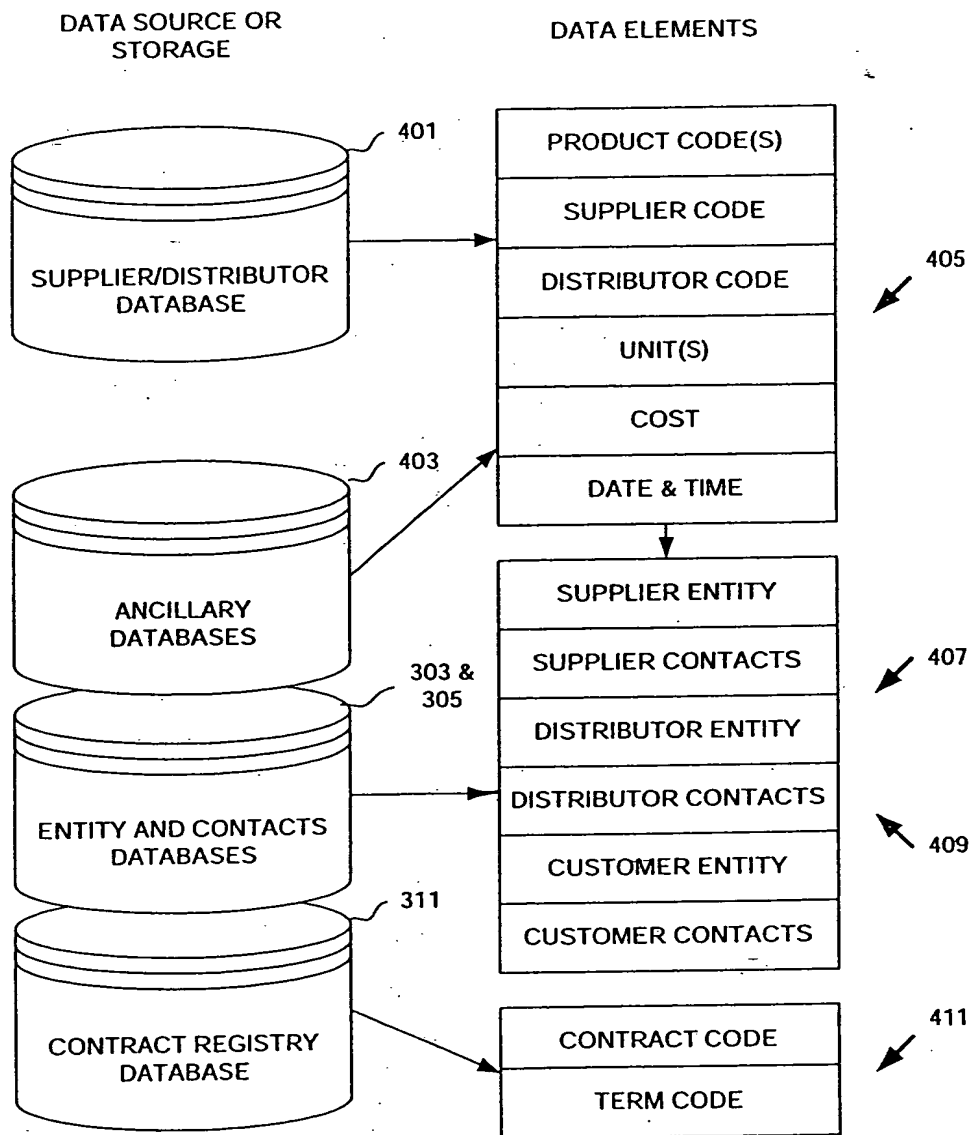 DATA SOURCE OR
STORAGE
DATA ELEMENTS
401
SUPPLIER/DISTRIBUTOR
DATABASE
PRODUCT CODE(S)
SUPPLIER CODE
DISTRIBUTOR CODE
UNIT(S)
COST
DATE & TIME
405
403
ANCILLARY
DATABASES
303 &
305
ENTITY AND CONTACTS
DATABASES
SUPPLIER ENTITY
SUPPLIER CONTACTS
DISTRIBUTOR ENTITY
DISTRIBUTOR CONTACTS
CUSTOMER ENTITY
CUSTOMER CONTACTS
407
409
311
CONTRACT REGISTRY
DATABASE
CONTRACT CODE
TERM CODE
411